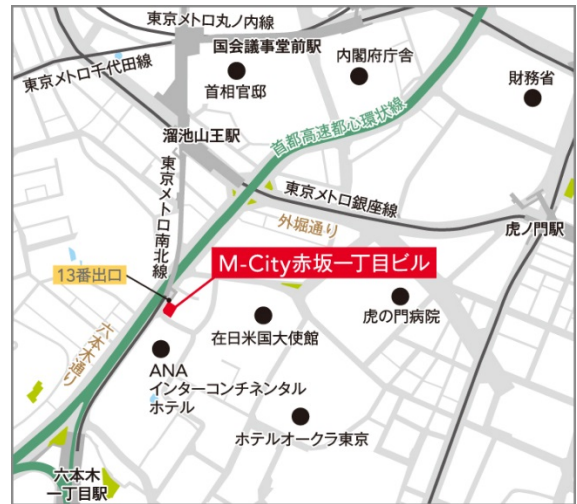 東京メトロ丸ノ内線
国会議事堂前駅
内閣府庁舎
東京メトロ千代田線
首相官邸
財務省
首都高速都心環状線
溜池山王駅
東京メトロ南北線
東京メトロ銀座線
外堀通り
虎ノ門駅
13番出口
M-City赤坂一丁目ビル
六本木通り
在日米国大使館
虎の門病院
ANA
インターコンチネンタル
ホテル
ホテルオークラ東京
六本木
一丁目駅